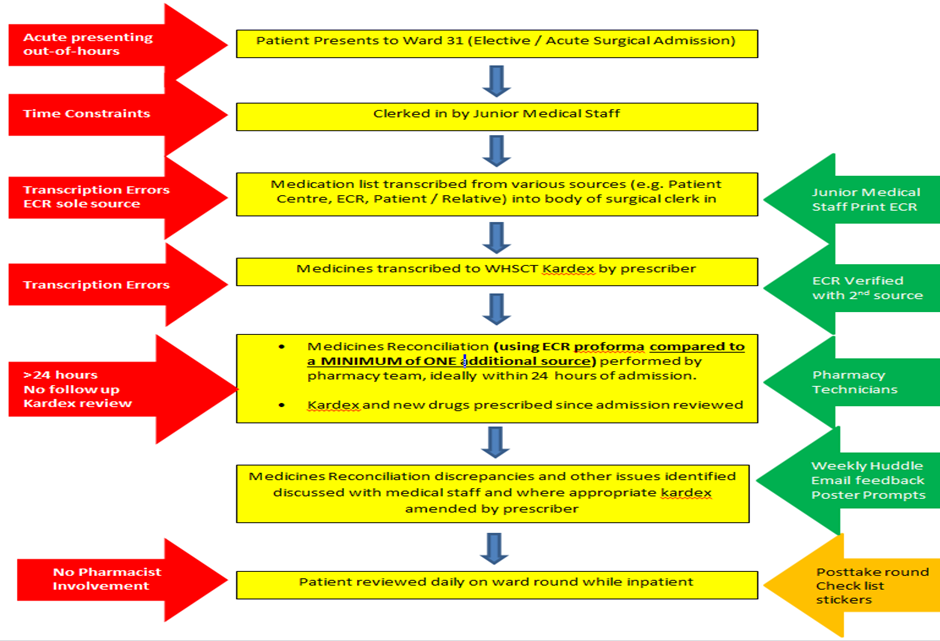 Acute presenting
out-of-hours
Patient Presents to Ward 31 (Elective / Acute Surgical Admission)
Time Constraints
Clerked in by Junior Medical Staff
Transcription Errors
ECR sole source
Medication list transcribed from various sources (e.g. Patient
Centre, ECR, Patient / Relative) into body of surgical clerk in
Junior Medical
Staff Print ECR
Transcription Errors
Medicines transcribed to WHSCT Kardex by prescriber
ECR Verified
with 2nd source
>24 hours
No follow up
Kardex review
• Medicines Reconciliation (using ECR proforma compared to
a MINIMUM of ONE additional source) performed by
pharmacy team, ideally within 24 hours of admission.
• Kardex and new drugs prescribed since admission reviewed
Pharmacy
Technicians
Medicines Reconciliation discrepancies and other issues identified
discussed with medical staff and where appropriate kardex
amended by prescriber
Weekly Huddle
Email feedback
Poster Prompts
No Pharmacist
Involvement
Patient reviewed daily on ward round while inpatient
Posttake round
Check list
stickers